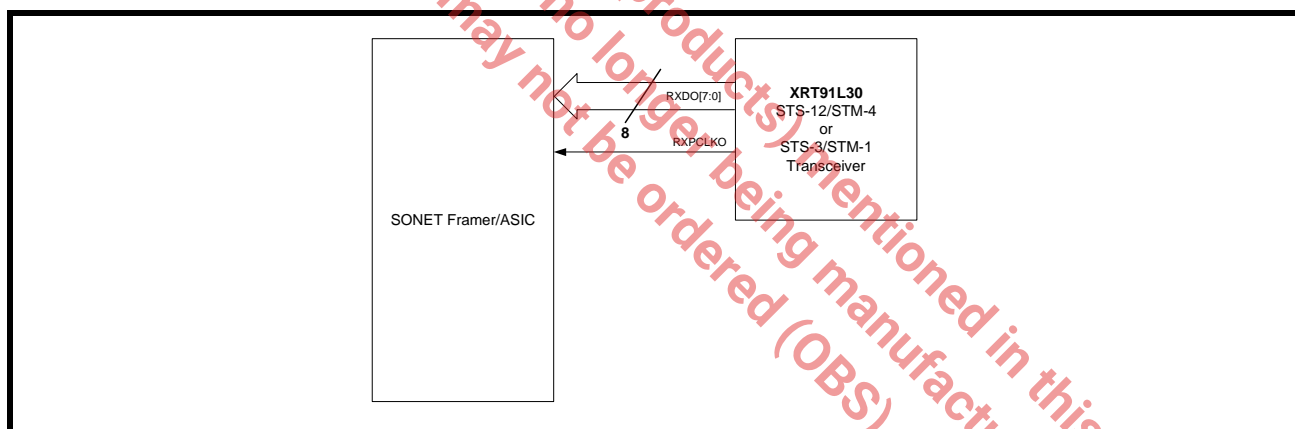 products) mentioned in this
no longer being manufactu
may not be ordered (OBS)
RXDO[7:0]
8
RXPCLKO
XRT91L30
STS-12/STM-4
or
STS-3/STM-1
Transceiver
SONET Framer/ASIC